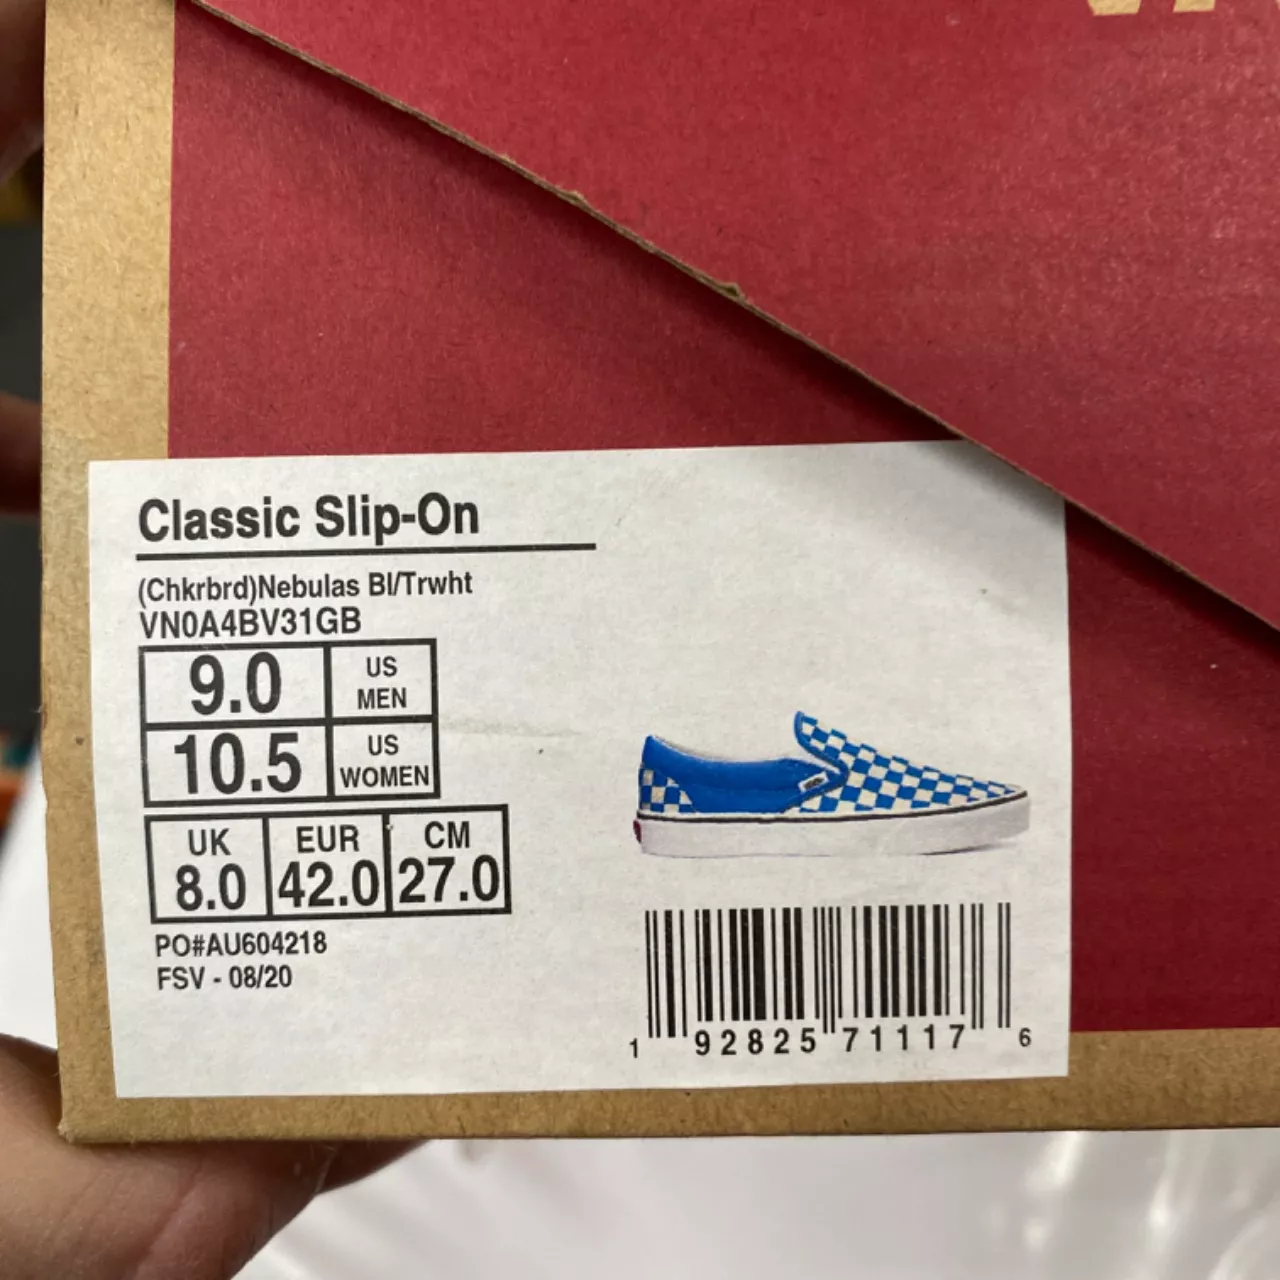 Classic Slip-On
(Chkrbrd)Nebulas Bl/Trwht
VN0A4BV31GB
9.0 US MEN
10.5 US WOMEN
UK EUR CM
8.0 42.0 27.0
PO#AU604218
FSV - 08/20
1 92825 71117 6